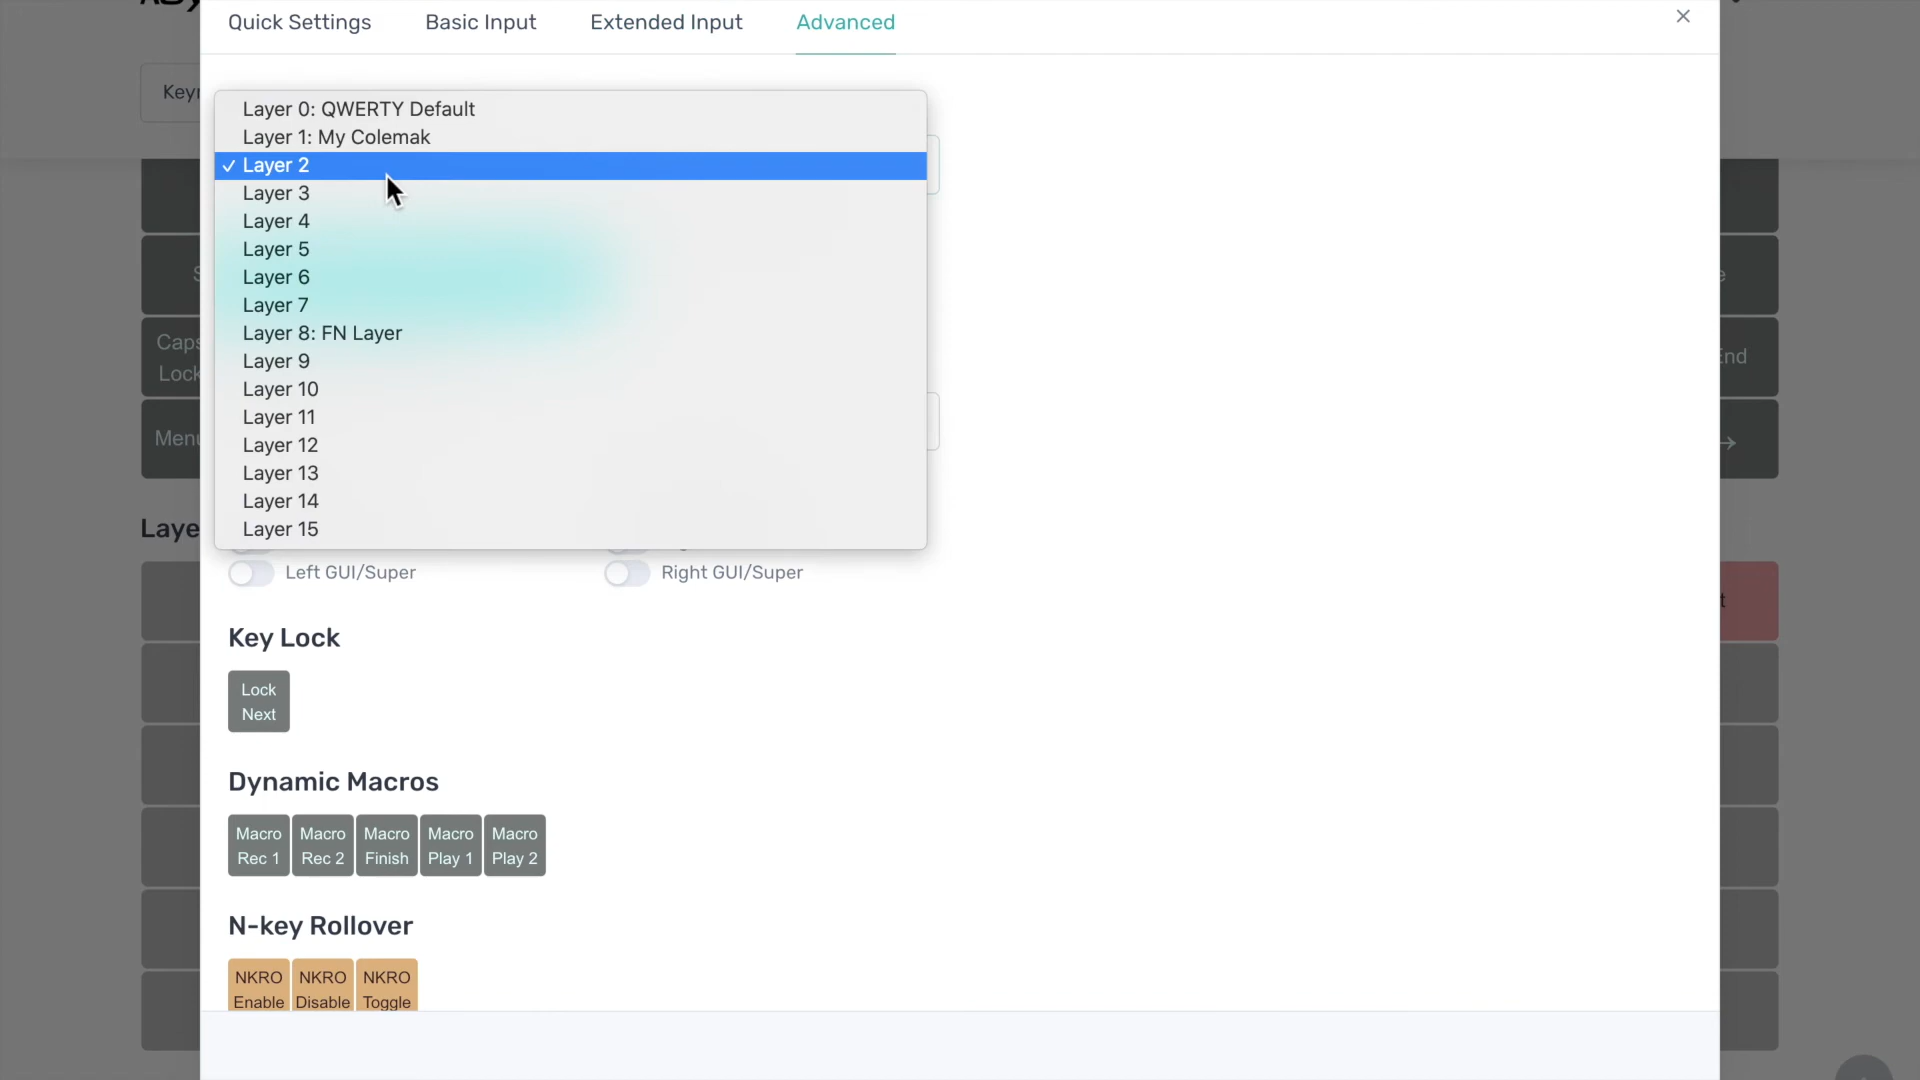 Quick Settings
Basic Input
Extended Input
Advanced
×
Layer 0: QWERTY Default
Layer 1: My Colemak
✓ Layer 2
Layer 3
Layer 4
Layer 5
Layer 6
Layer 7
Layer 8: FN Layer
Layer 9
Layer 10
Layer 11
Layer 12
Layer 13
Layer 14
Layer 15
Caps
Lock
Menu
→
Left GUI/Super
Right GUI/Super
Key Lock
Lock
Next
Dynamic Macros
Macro
Rec 1
Macro
Rec 2
Macro
Finish
Macro
Play 1
Macro
Play 2
N-key Rollover
NKRO
Enable
NKRO
Disable
NKRO
Toggle